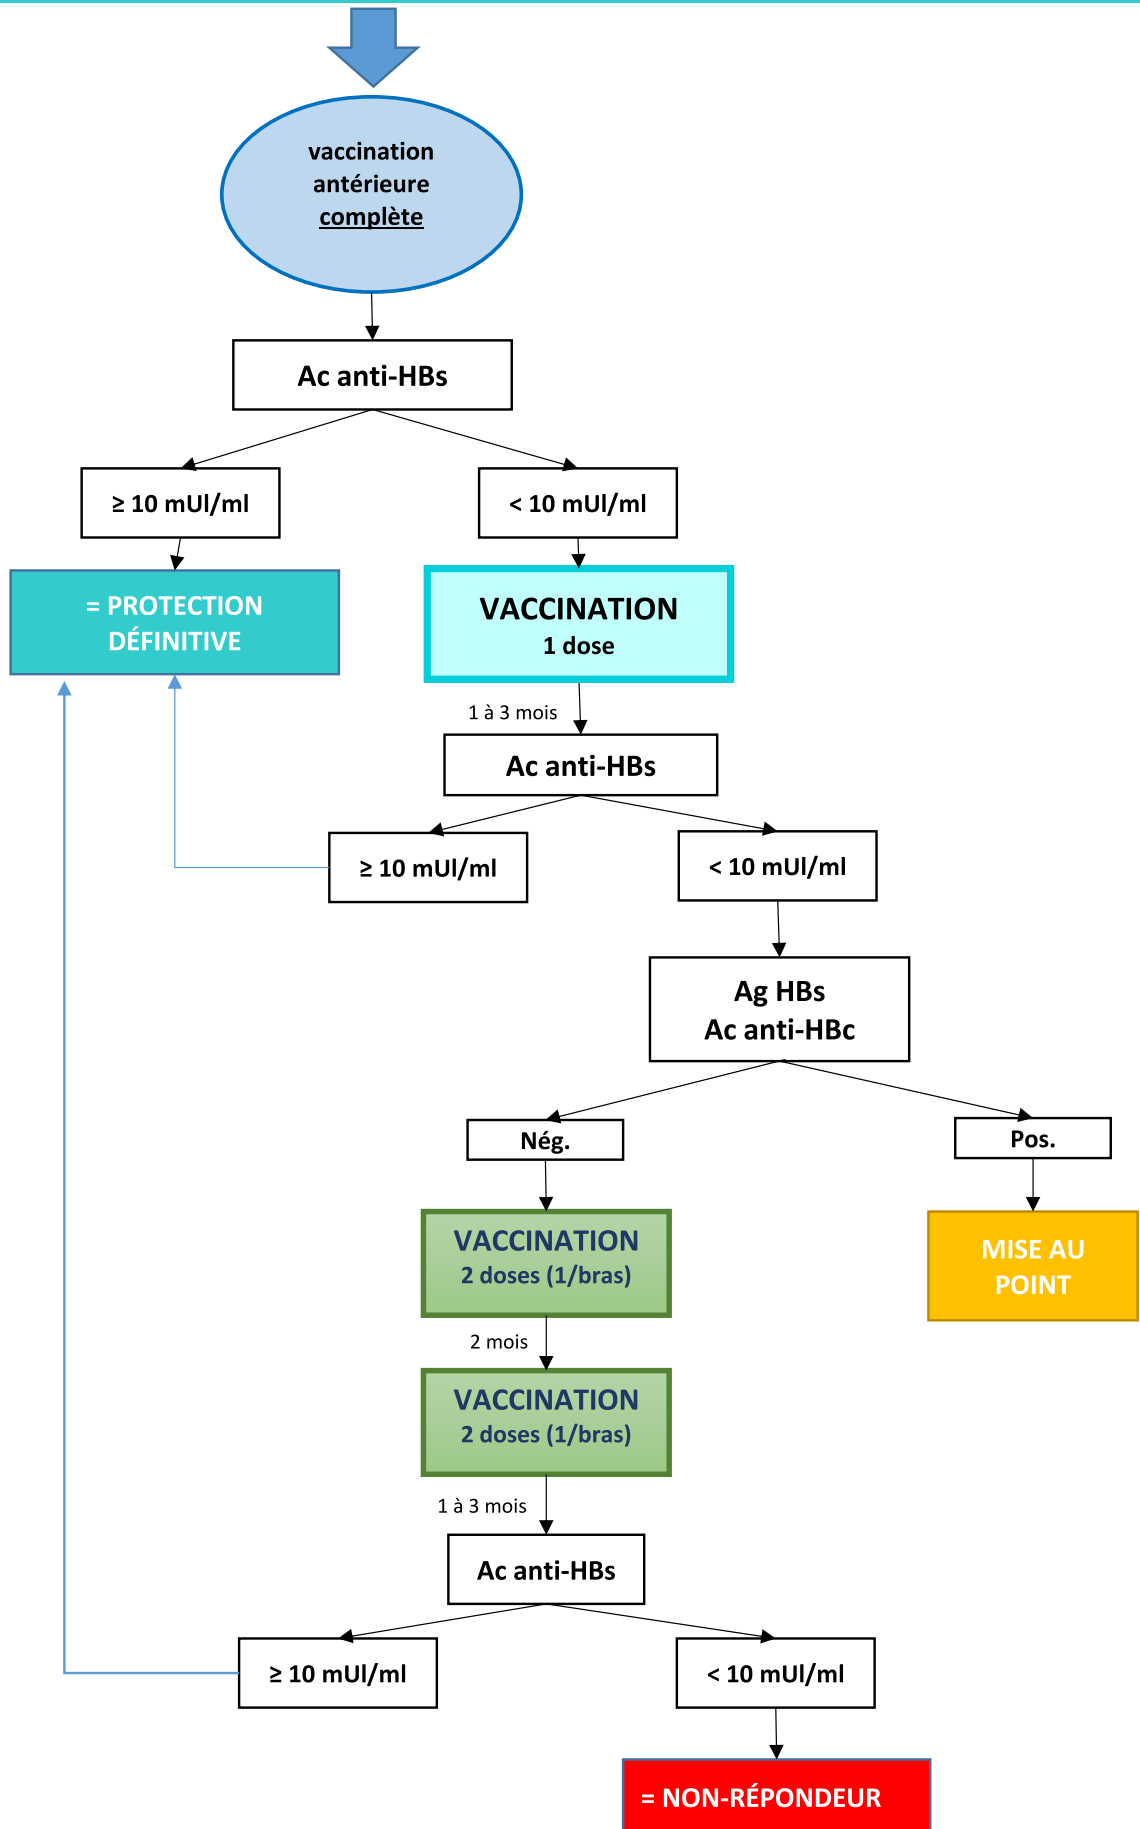 vaccination
antérieure
complète
Ac anti-HBs
≥ 10 mUI/ml
< 10 mUI/ml
= PROTECTION
DÉFINITIVE
VACCINATION
1 dose
1 à 3 mois
Ac anti-HBs
≥ 10 mUI/ml
< 10 mUI/ml
Ag HBs
Ac anti-HBc
Nég.
Pos.
VACCINATION
2 doses (1/bras)
MISE AU
POINT
2 mois
VACCINATION
2 doses (1/bras)
1 à 3 mois
Ac anti-HBs
≥ 10 mUI/ml
< 10 mUI/ml
= NON-RÉPONDEUR